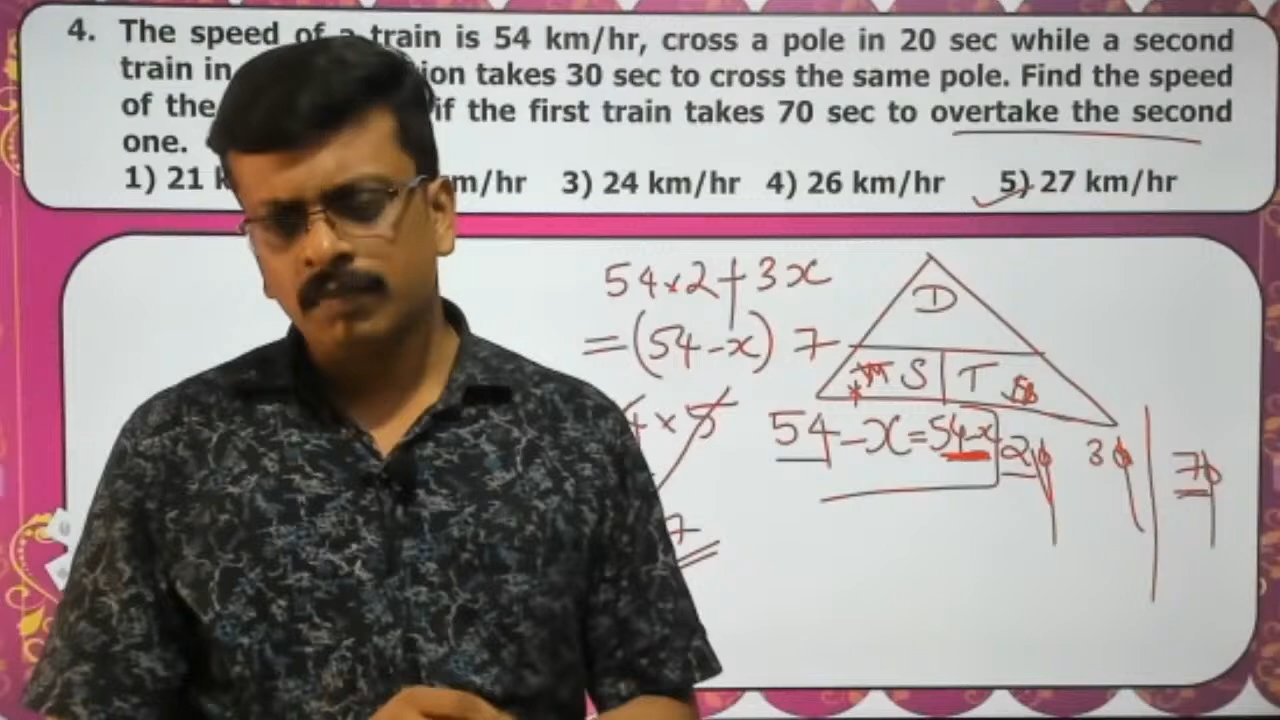 4. The speed of a train is 54 km/hr, cross a pole in 20 sec while a second
train in ion takes 30 sec to cross the same pole. Find the speed
of the if the first train takes 70 sec to overtake the second
one.
1) 21 k m/hr 3) 24 km/hr 4) 26 km/hr 5) 27 km/hr
54×2+3x
=(54-x) 7
D
S T
4×5
54-x=54-x 20 30 70
7